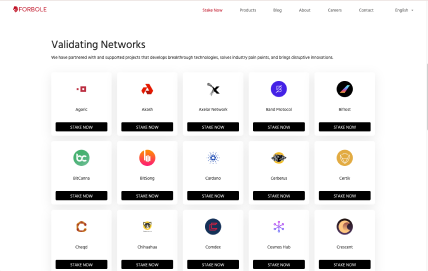 FORBOLE
Stake Now
Products
Blog
About
Careers
Contact
English
Validating Networks
We have partnered with and supported projects that develops breakthrough technologies, solves industry pain points, and brings disruptive innovations.
Agoric
Akash
Axelar Network
Band Protocol
Bitsong
STAKE NOW
STAKE NOW
STAKE NOW
STAKE NOW
STAKE NOW
BitCanna
BitSong
Cardano
Cerberus
Certik
STAKE NOW
STAKE NOW
STAKE NOW
STAKE NOW
STAKE NOW
Cheqd
Chihuahua
Comdex
Cosmos Hub
Crescent
STAKE NOW
STAKE NOW
STAKE NOW
STAKE NOW
STAKE NOW